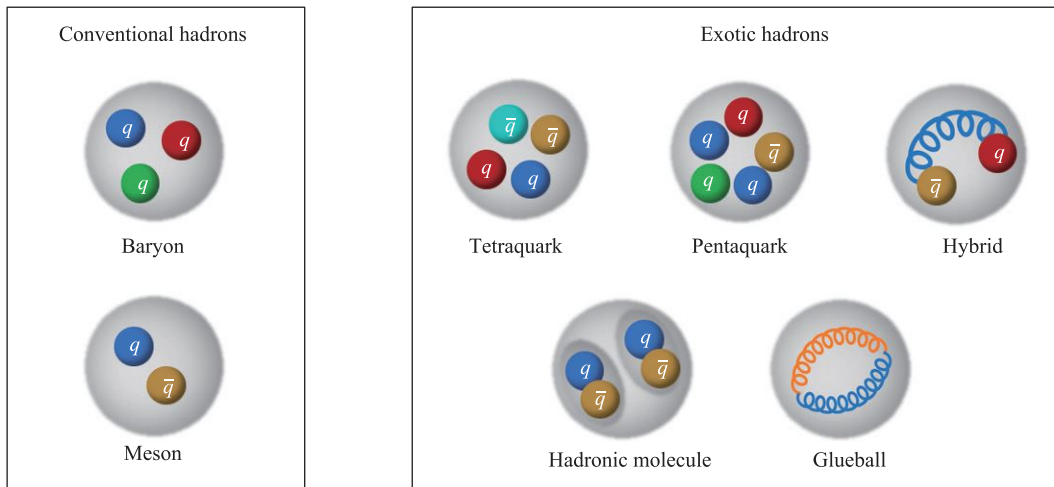 Conventional hadrons
q
q
q
Baryon
q
q̅
Meson
Exotic hadrons
q̅
q̅
q
q
Tetraquark
q
q
q̅
q
q
Pentaquark
q
q̅
Hybrid
q
q̅
q
q̅
Hadronic molecule
Glueball